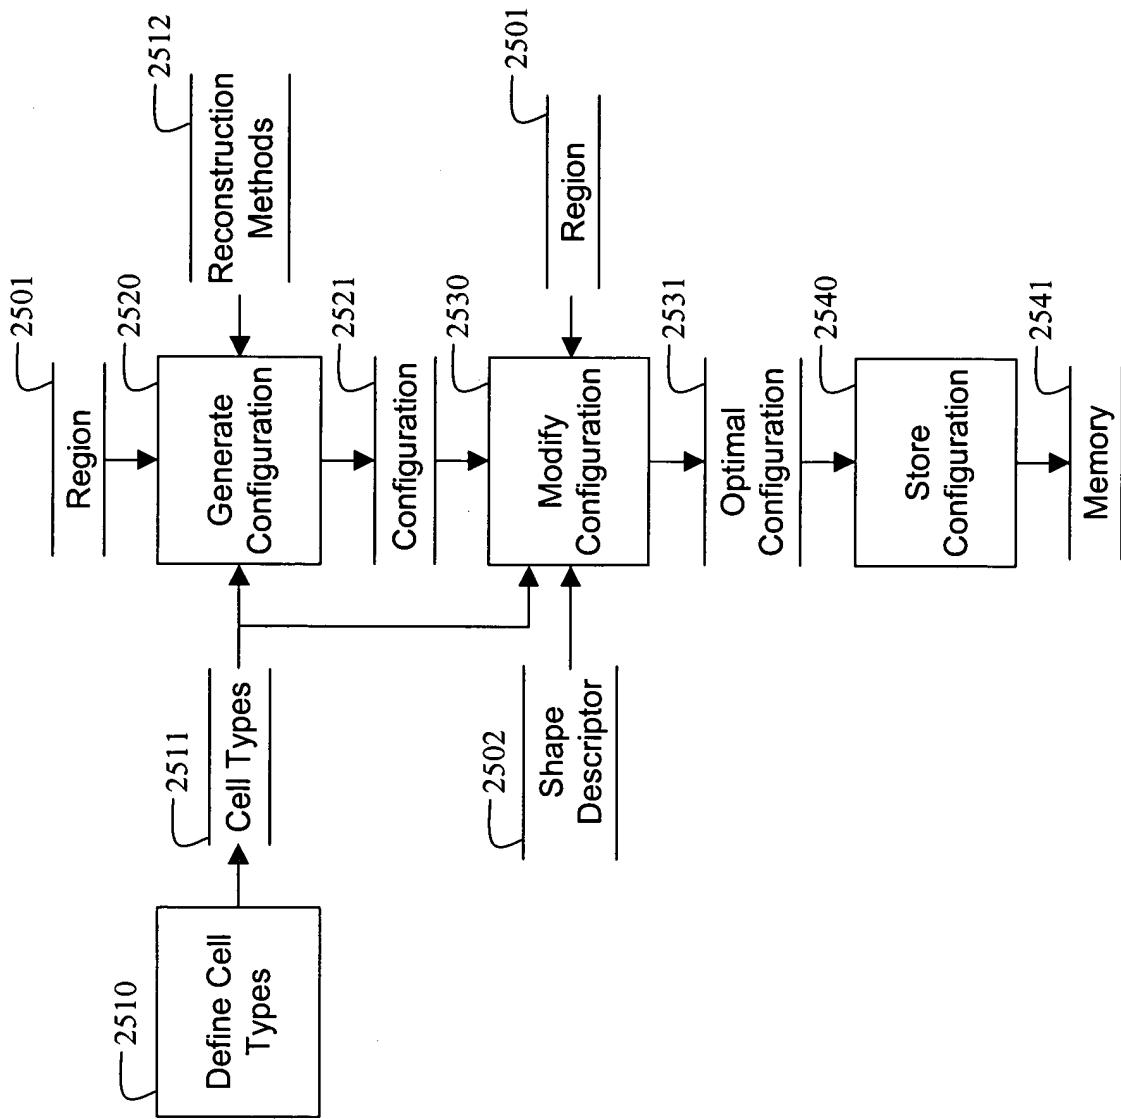 2510
Define Cell
Types
2511
Cell Types
2502
Shape
Descriptor
2501
Region
2520
Generate
Configuration
2521
Configuration
2530
Modify
Configuration
2531
Optimal
Configuration
2540
Store
Configuration
2541
Memory
2512
Reconstruction
Methods
2501
Region